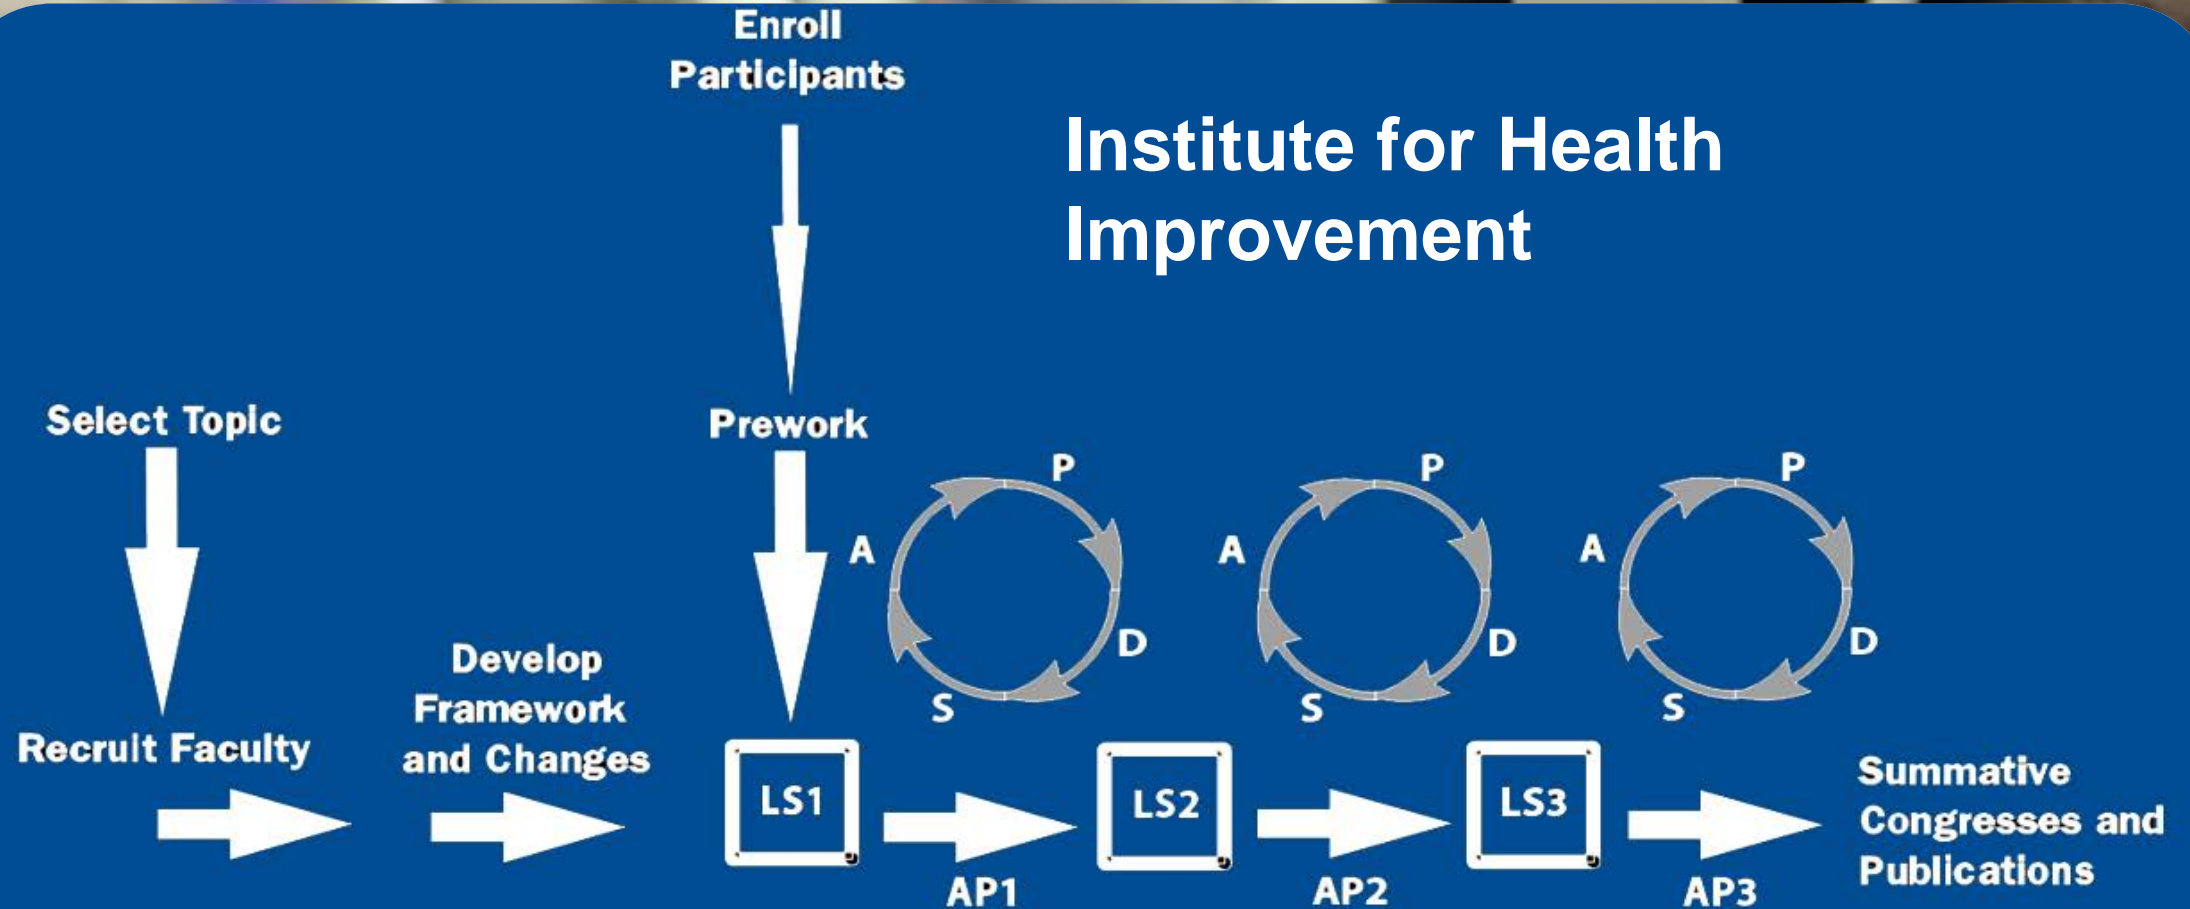 Enroll
Participants
Institute for Health
Improvement
Select Topic
Prework
P
A
D
S
P
A
D
S
P
A
D
S
Recruit Faculty
Develop
Framework
and Changes
LS1
AP1
LS2
AP2
LS3
AP3
Summative
Congresses and
Publications